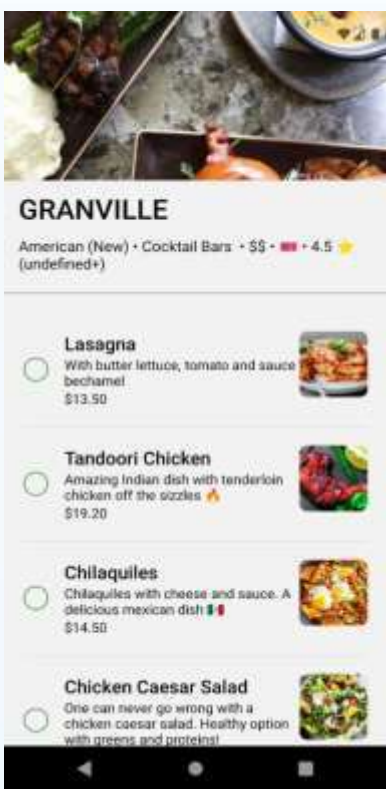 GRANVILLE
American (New) • Cocktail Bars • $$ • 🎫 • 4.5 ⭐
(undefined+)
Lasagna
With butter lettuce, tomato and sauce
bechamel
$13.50
Tandoori Chicken
Amazing Indian dish with tenderloin
chicken off the sizzles 🔥
$19.20
Chilaquiles
Chilaquiles with cheese and sauce. A
delicious mexican dish 🇲🇽
$14.50
Chicken Caesar Salad
One can never go wrong with a
chicken caesar salad. Healthy option
with greens and proteins!